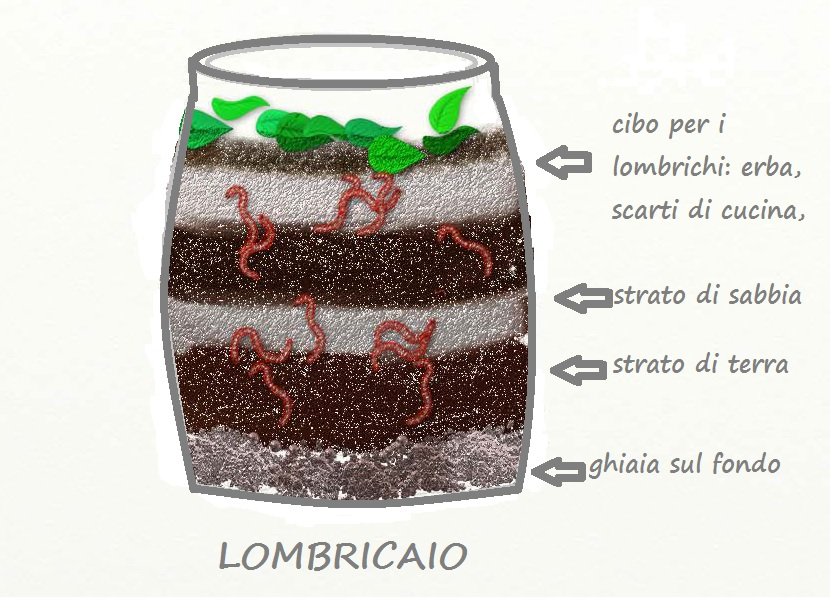 cibo per i
lombrichi: erba,
scarti di cucina,
strato di sabbia
strato di terra
ghiaia sul fondo
LOMBRICAIO